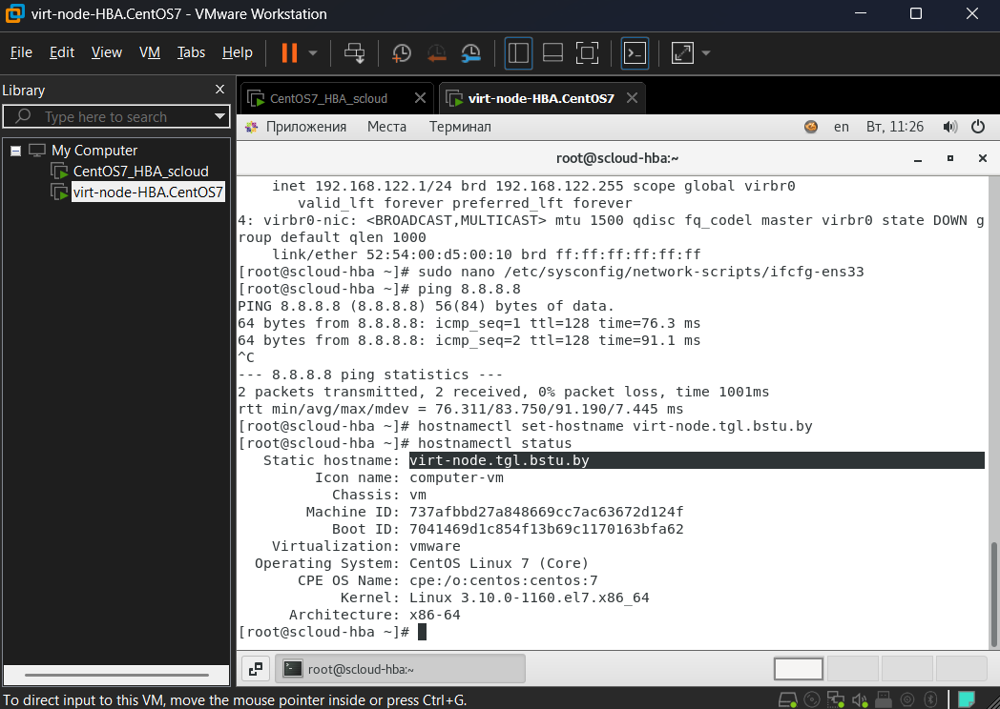 virt-node-HBA.CentOS7 - VMware Workstation
File Edit View VM Tabs Help
Library
Type here to search
My Computer
CentOS7_HBA_scloud
virt-node-HBA.CentOS7
CentOS7_HBA_scloud virt-node-HBA.CentOS7
Приложения Места Терминал en Вт, 11:26
root@scloud-hba:~
inet 192.168.122.1/24 brd 192.168.122.255 scope global virbr0
valid_lft forever preferred_lft forever
4: virbr0-nic: <BROADCAST,MULTICAST> mtu 1500 qdisc fq_codel master virbr0 state DOWN g
roup default qlen 1000
link/ether 52:54:00:d5:00:10 brd ff:ff:ff:ff:ff:ff
[root@scloud-hba ~]# sudo nano /etc/sysconfig/network-scripts/ifcfg-ens33
[root@scloud-hba ~]# ping 8.8.8.8
PING 8.8.8.8 (8.8.8.8) 56(84) bytes of data.
64 bytes from 8.8.8.8: icmp_seq=1 ttl=128 time=76.3 ms
64 bytes from 8.8.8.8: icmp_seq=2 ttl=128 time=91.1 ms
^C
--- 8.8.8.8 ping statistics ---
2 packets transmitted, 2 received, 0% packet loss, time 1001ms
rtt min/avg/max/mdev = 76.311/83.750/91.190/7.445 ms
[root@scloud-hba ~]# hostnamectl set-hostname virt-node.tgl.bstu.by
[root@scloud-hba ~]# hostnamectl status
Static hostname: virt-node.tgl.bstu.by
Icon name: computer-vm
Chassis: vm
Machine ID: 737afbbd27a848669cc7ac63672d124f
Boot ID: 7041469d1c854f13b69c1170163bfa62
Virtualization: vmware
Operating System: CentOS Linux 7 (Core)
CPE OS Name: cpe:/o:centos:centos:7
Kernel: Linux 3.10.0-1160.el7.x86_64
Architecture: x86-64
[root@scloud-hba ~]#
root@scloud-hba:~
To direct input to this VM, move the mouse pointer inside or press Ctrl+G.